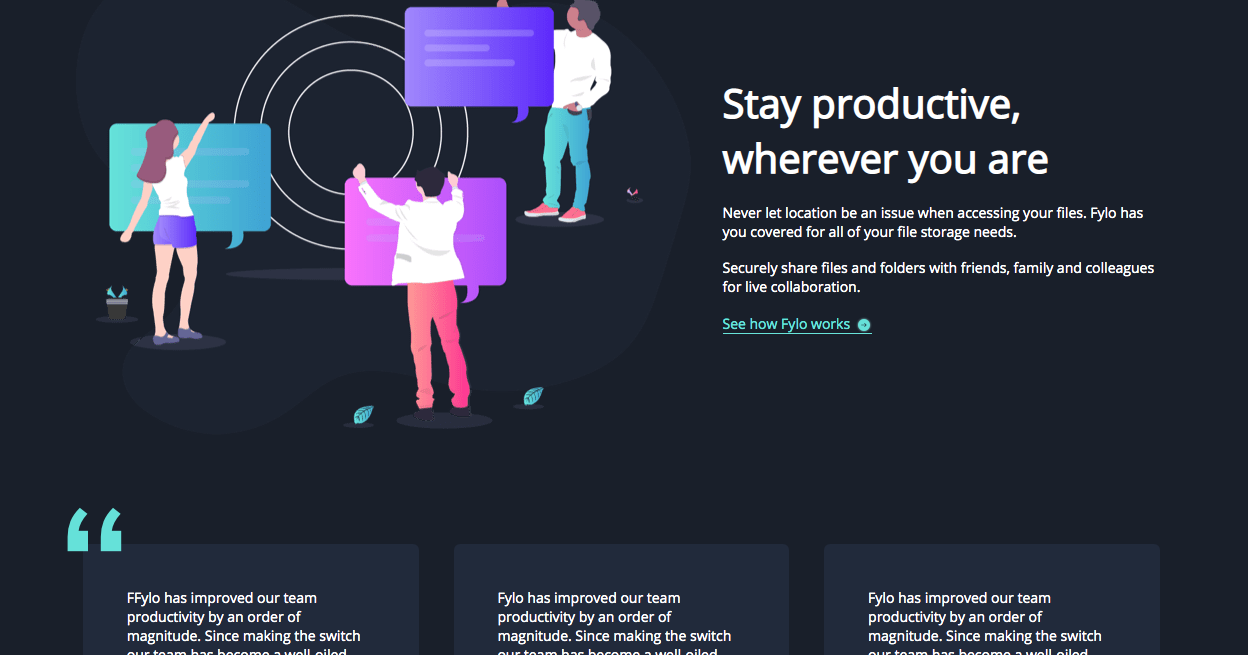 Stay productive,
wherever you are
Never let location be an issue when accessing your files. Fylo has
you covered for all of your file storage needs.
Securely share files and folders with friends, family and colleagues
for live collaboration.
See how Fylo works
“
FFylo has improved our team
productivity by an order of
magnitude. Since making the switch
our team has become a well-oiled
Fylo has improved our team
productivity by an order of
magnitude. Since making the switch
our team has become a well-oiled
Fylo has improved our team
productivity by an order of
magnitude. Since making the switch
our team has become a well-oiled